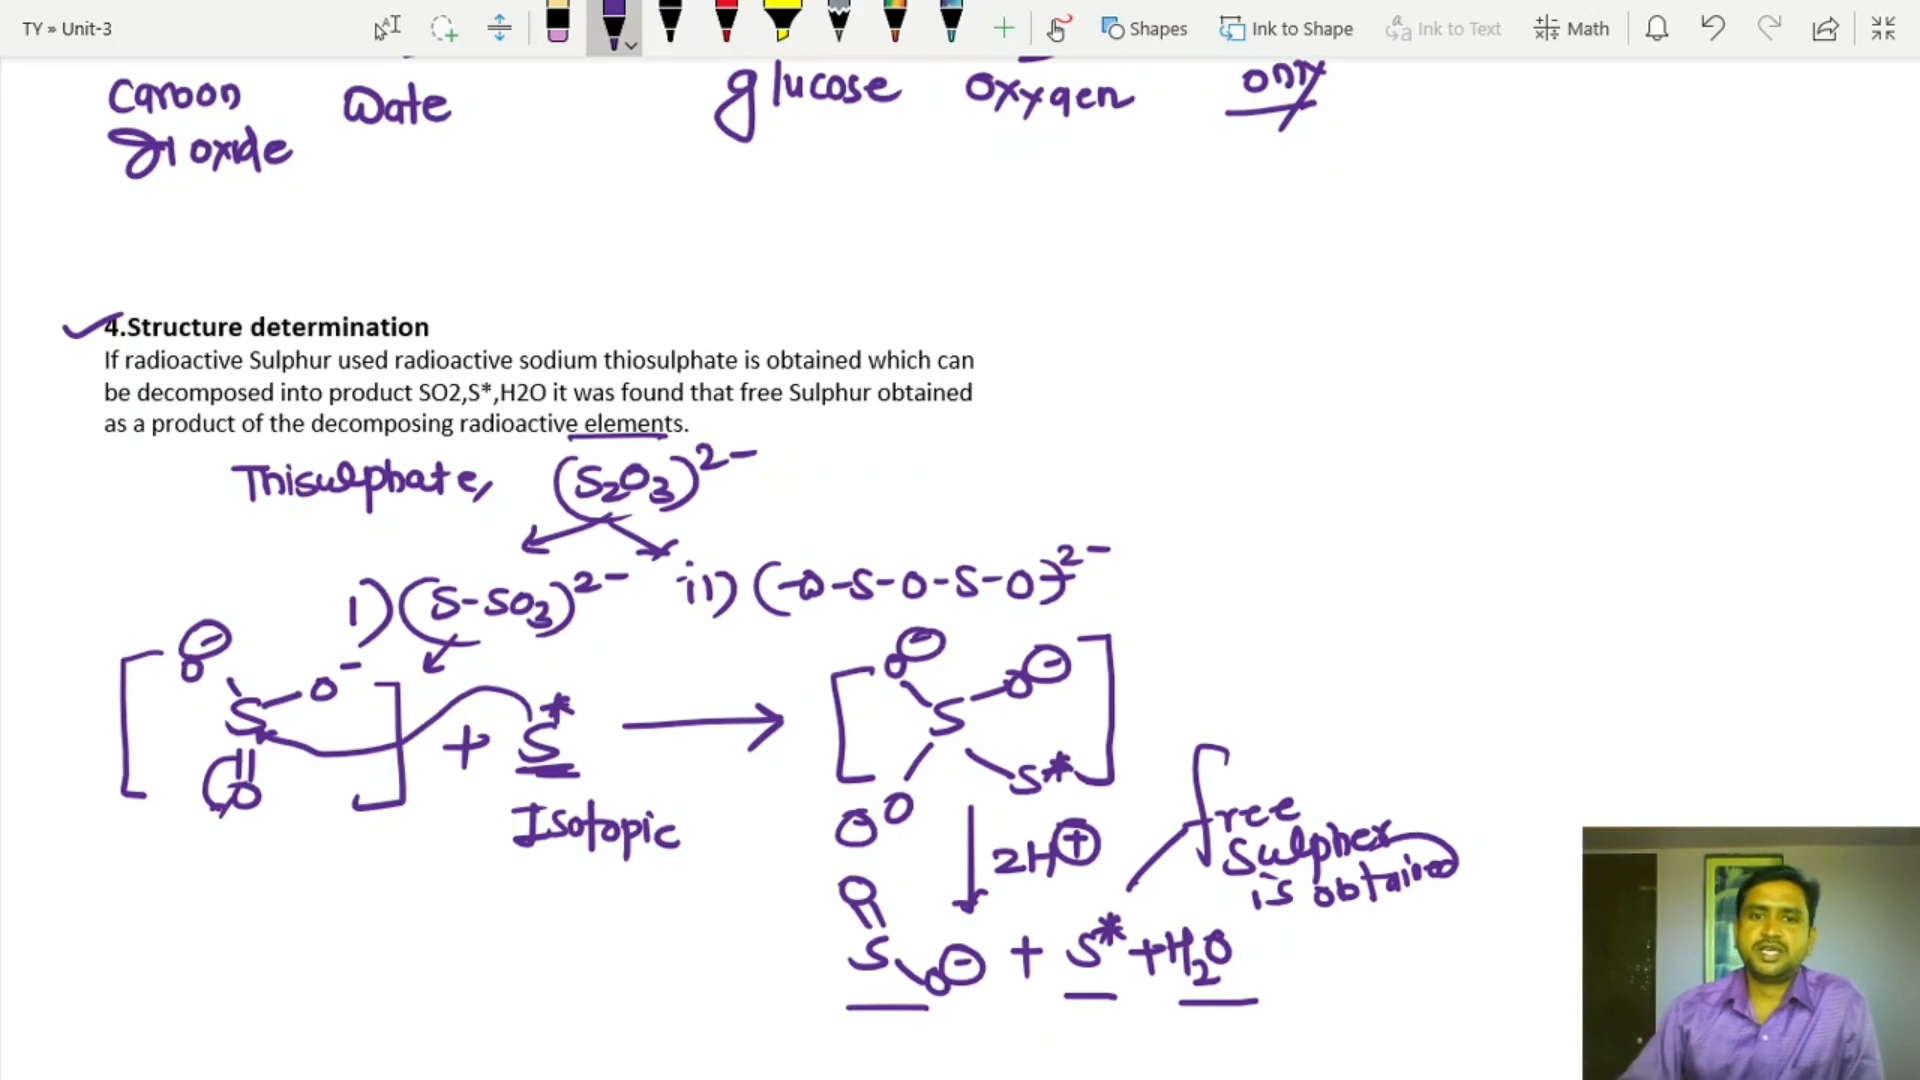 TY » Unit-3
Shapes
Ink to Shape
Ink to Text
Math
Carbon dioxide
Wate
glucose
oxygen
only
4.Structure determination
If radioactive Sulphur used radioactive sodium thiosulphate is obtained which can
be decomposed into product SO2,S*,H2O it was found that free Sulphur obtained
as a product of the decomposing radioactive elements.
Thisulphate, (S₂O₃)²⁻
i) (S-SO₃)²⁻ ii) (-O-S-O-S-O-)²⁻
[O⁻ S O⁻ O] + S* → [O⁻ O⁻ S O S*]
Isotopic
2H⁺
free
Sulpher
is obtained
O S O⁻ + S* + H₂O